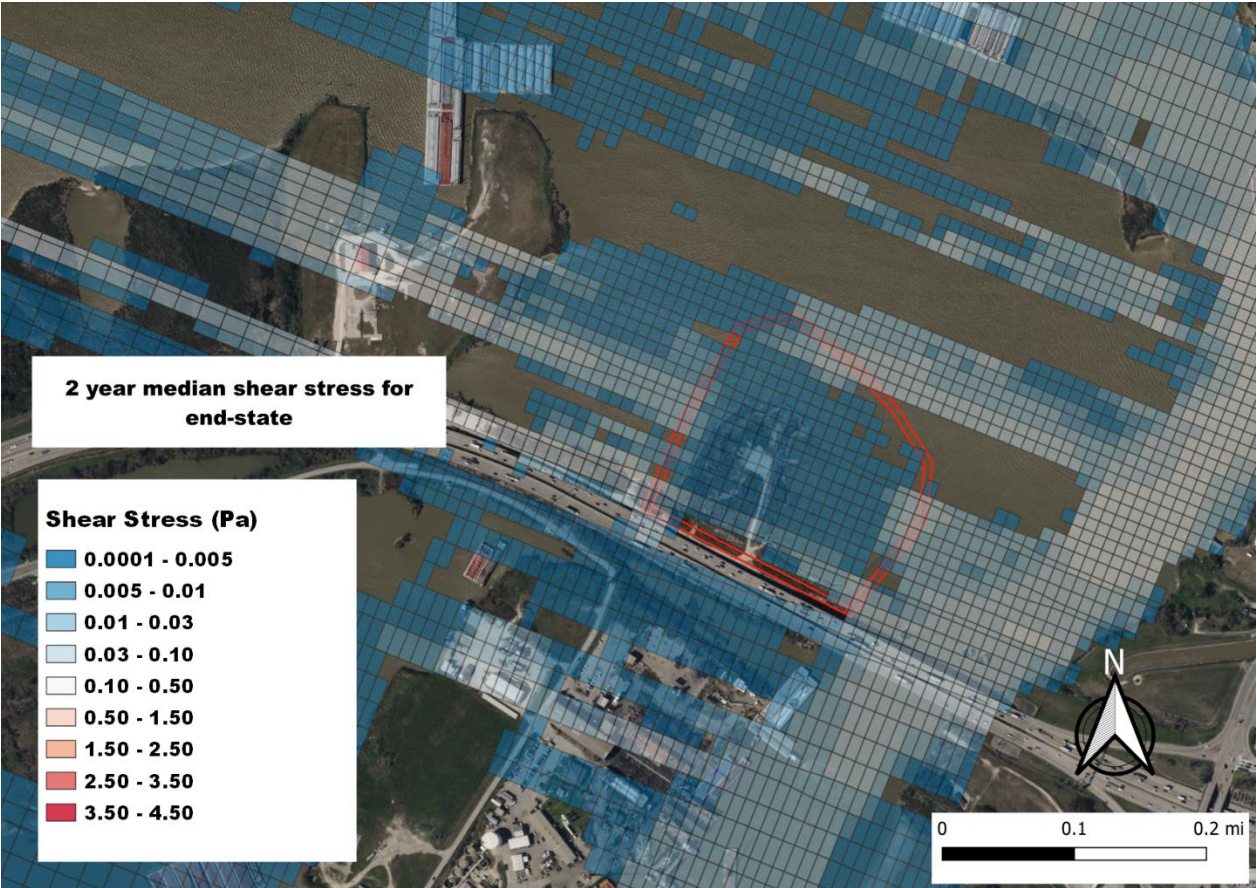 2 year median shear stress for
end-state
Shear Stress (Pa)
0.0001 - 0.005
0.005 - 0.01
0.01 - 0.03
0.03 - 0.10
0.10 - 0.50
0.50 - 1.50
1.50 - 2.50
2.50 - 3.50
3.50 - 4.50
N
0 0.1 0.2 mi